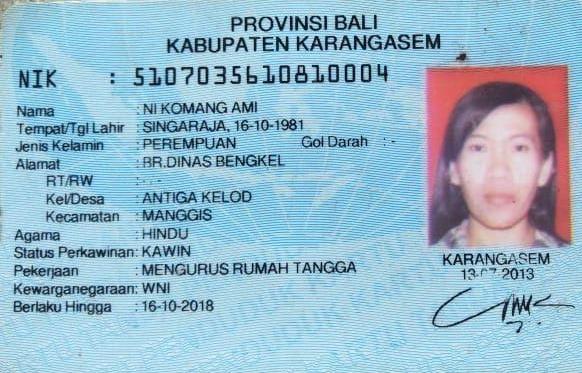 PROVINSI BALI
KABUPATEN KARANGASEM
NIK : 5107035610810004
Nama : NI KOMANG AMI
Tempat/Tgl Lahir : SINGARAJA, 16-10-1981
Jenis Kelamin : PEREMPUAN Gol Darah : -
Alamat : BR.DINAS BENGKEL
RT/RW : - -
Kel/Desa : ANTIGA KELOD
Kecamatan : MANGGIS
Agama : HINDU
Status Perkawinan: KAWIN
Pekerjaan : MENGURUS RUMAH TANGGA
Kewarganegaraan: WNI
Berlaku Hingga : 16-10-2018
KARANGASEM
13-07-2013